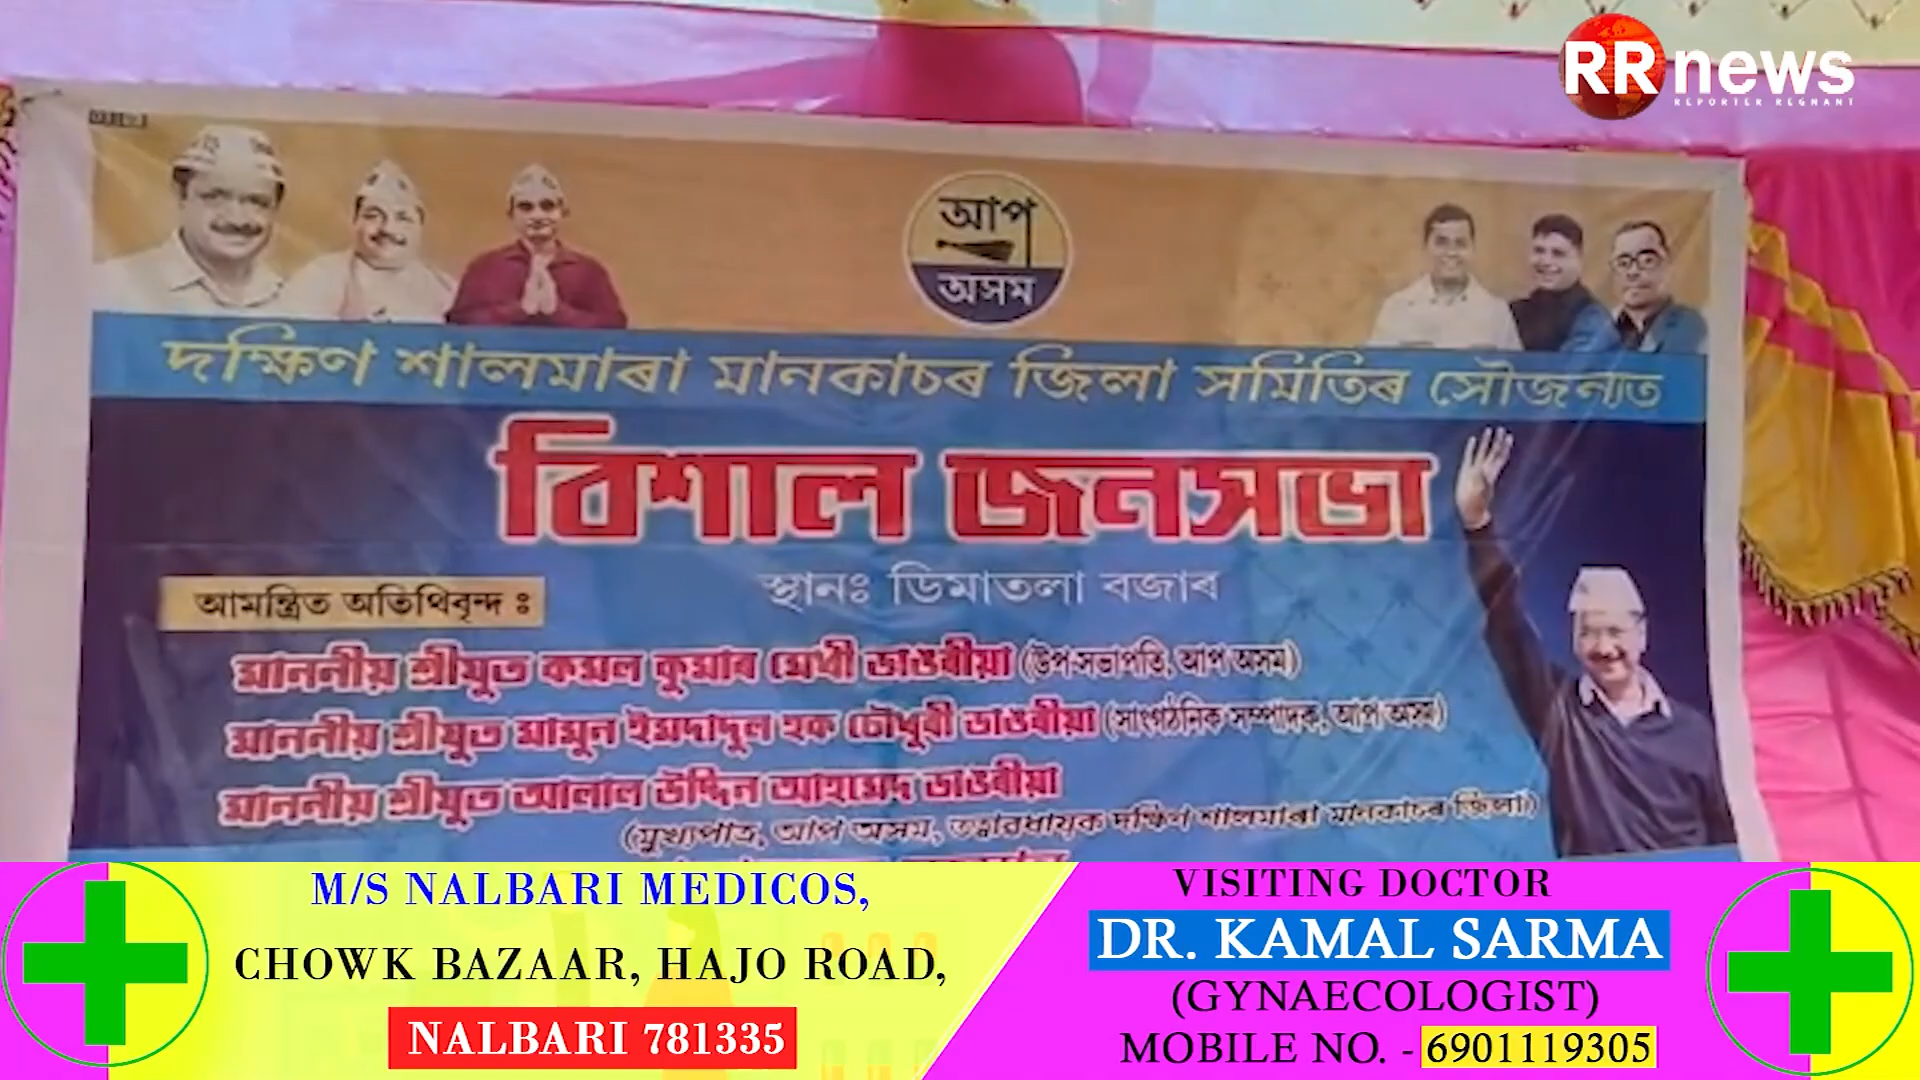 RRnews
REPORTER REGNANT
আপ
অসম
দক্ষিণ শালমাৰা মানকাচৰ জিলা সমিতিৰ সৌজন্যত
বিশাল জনসভা
স্থানঃ ডিমাতলা বজাৰ
আমন্ত্ৰিত অতিথিবৃন্দ ঃ
মাননীয় শ্ৰীযুত কমল কুমাৰ মেধী ডাঙৰীয়া (উপ-সভাপতি, আপ অসম)
মাননীয় শ্ৰীযুত মামুন ইমদাদুল হক চৌধুৰী ডাঙৰীয়া (সাংগঠনিক সম্পাদক, আপ অসম)
মাননীয় শ্ৰীযুত আলাল উদ্দিন আহমেদ ডাঙৰীয়া
(মুখ্যপাত্ৰ, আপ অসম, তত্বাৱধায়ক দক্ষিণ শালমাৰা মানকাচৰ জিলা)
M/S NALBARI MEDICOS,
CHOWK BAZAAR, HAJO ROAD,
NALBARI 781335
VISITING DOCTOR
DR. KAMAL SARMA
(GYNAECOLOGIST)
MOBILE NO. - 6901119305